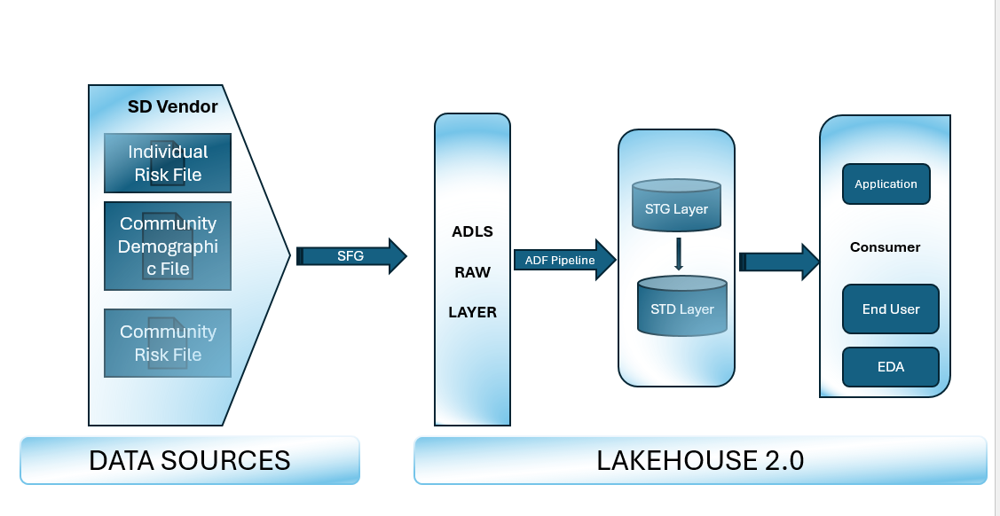 SD Vendor
Individual
Risk File
Community
Demographi
c File
Community
Risk File
SFG
ADLS
RAW
LAYER
ADF Pipeline
STG Layer
STD Layer
Application
Consumer
End User
EDA
DATA SOURCES
LAKEHOUSE 2.0